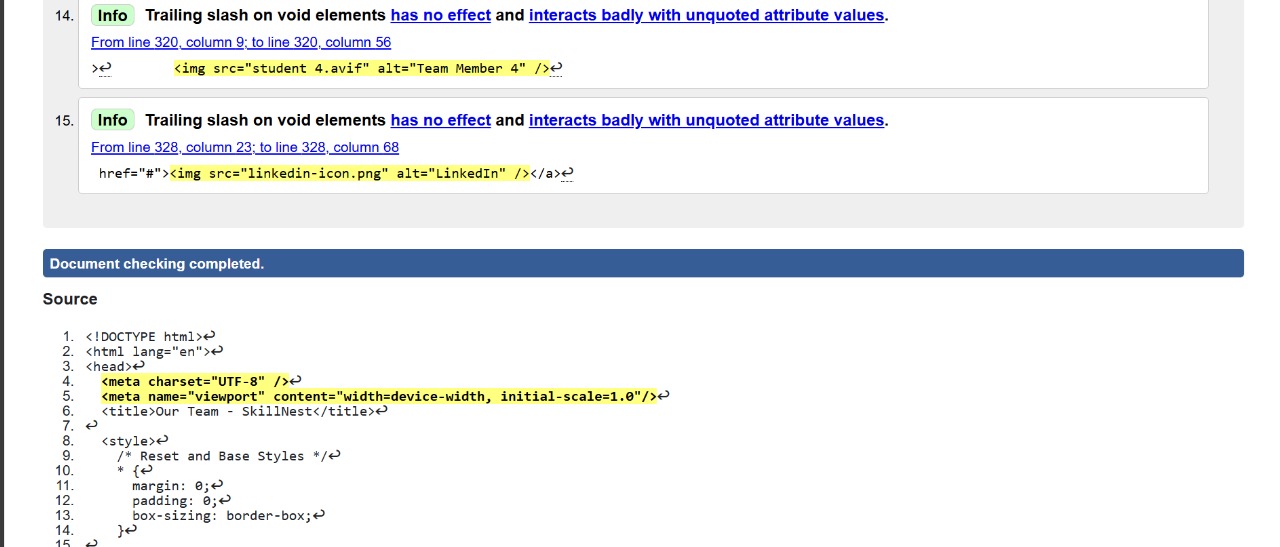 14. Info Trailing slash on void elements has no effect and interacts badly with unquoted attribute values.
From line 320, column 9; to line 320, column 56
>↩ <img src="student 4.avif" alt="Team Member 4" />↩
15. Info Trailing slash on void elements has no effect and interacts badly with unquoted attribute values.
From line 328, column 23; to line 328, column 68
href="#"><img src="linkedin-icon.png" alt="LinkedIn" /></a>↩
Document checking completed.
Source
1. <!DOCTYPE html>↩
2. <html lang="en">↩
3. <head>↩
4. <meta charset="UTF-8" />↩
5. <meta name="viewport" content="width=device-width, initial-scale=1.0"/>↩
6. <title>Our Team - SkillNest</title>↩
7. ↩
8. <style>↩
9. /* Reset and Base Styles */↩
10. * {↩
11. margin: 0;↩
12. padding: 0;↩
13. box-sizing: border-box;↩
14. }↩
15. ↩